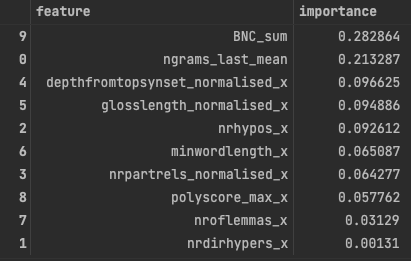 feature importance
9 BNC_sum 0.282864
0 ngrams_last_mean 0.213287
4 depthfromtopsynset_normalised_x 0.096625
5 glosslength_normalised_x 0.094886
2 nrhypos_x 0.092612
6 minwordlength_x 0.065087
3 nrpartrels_normalised_x 0.064277
8 polyscore_max_x 0.057762
7 nroflemmas_x 0.03129
1 nrdirhypers_x 0.00131